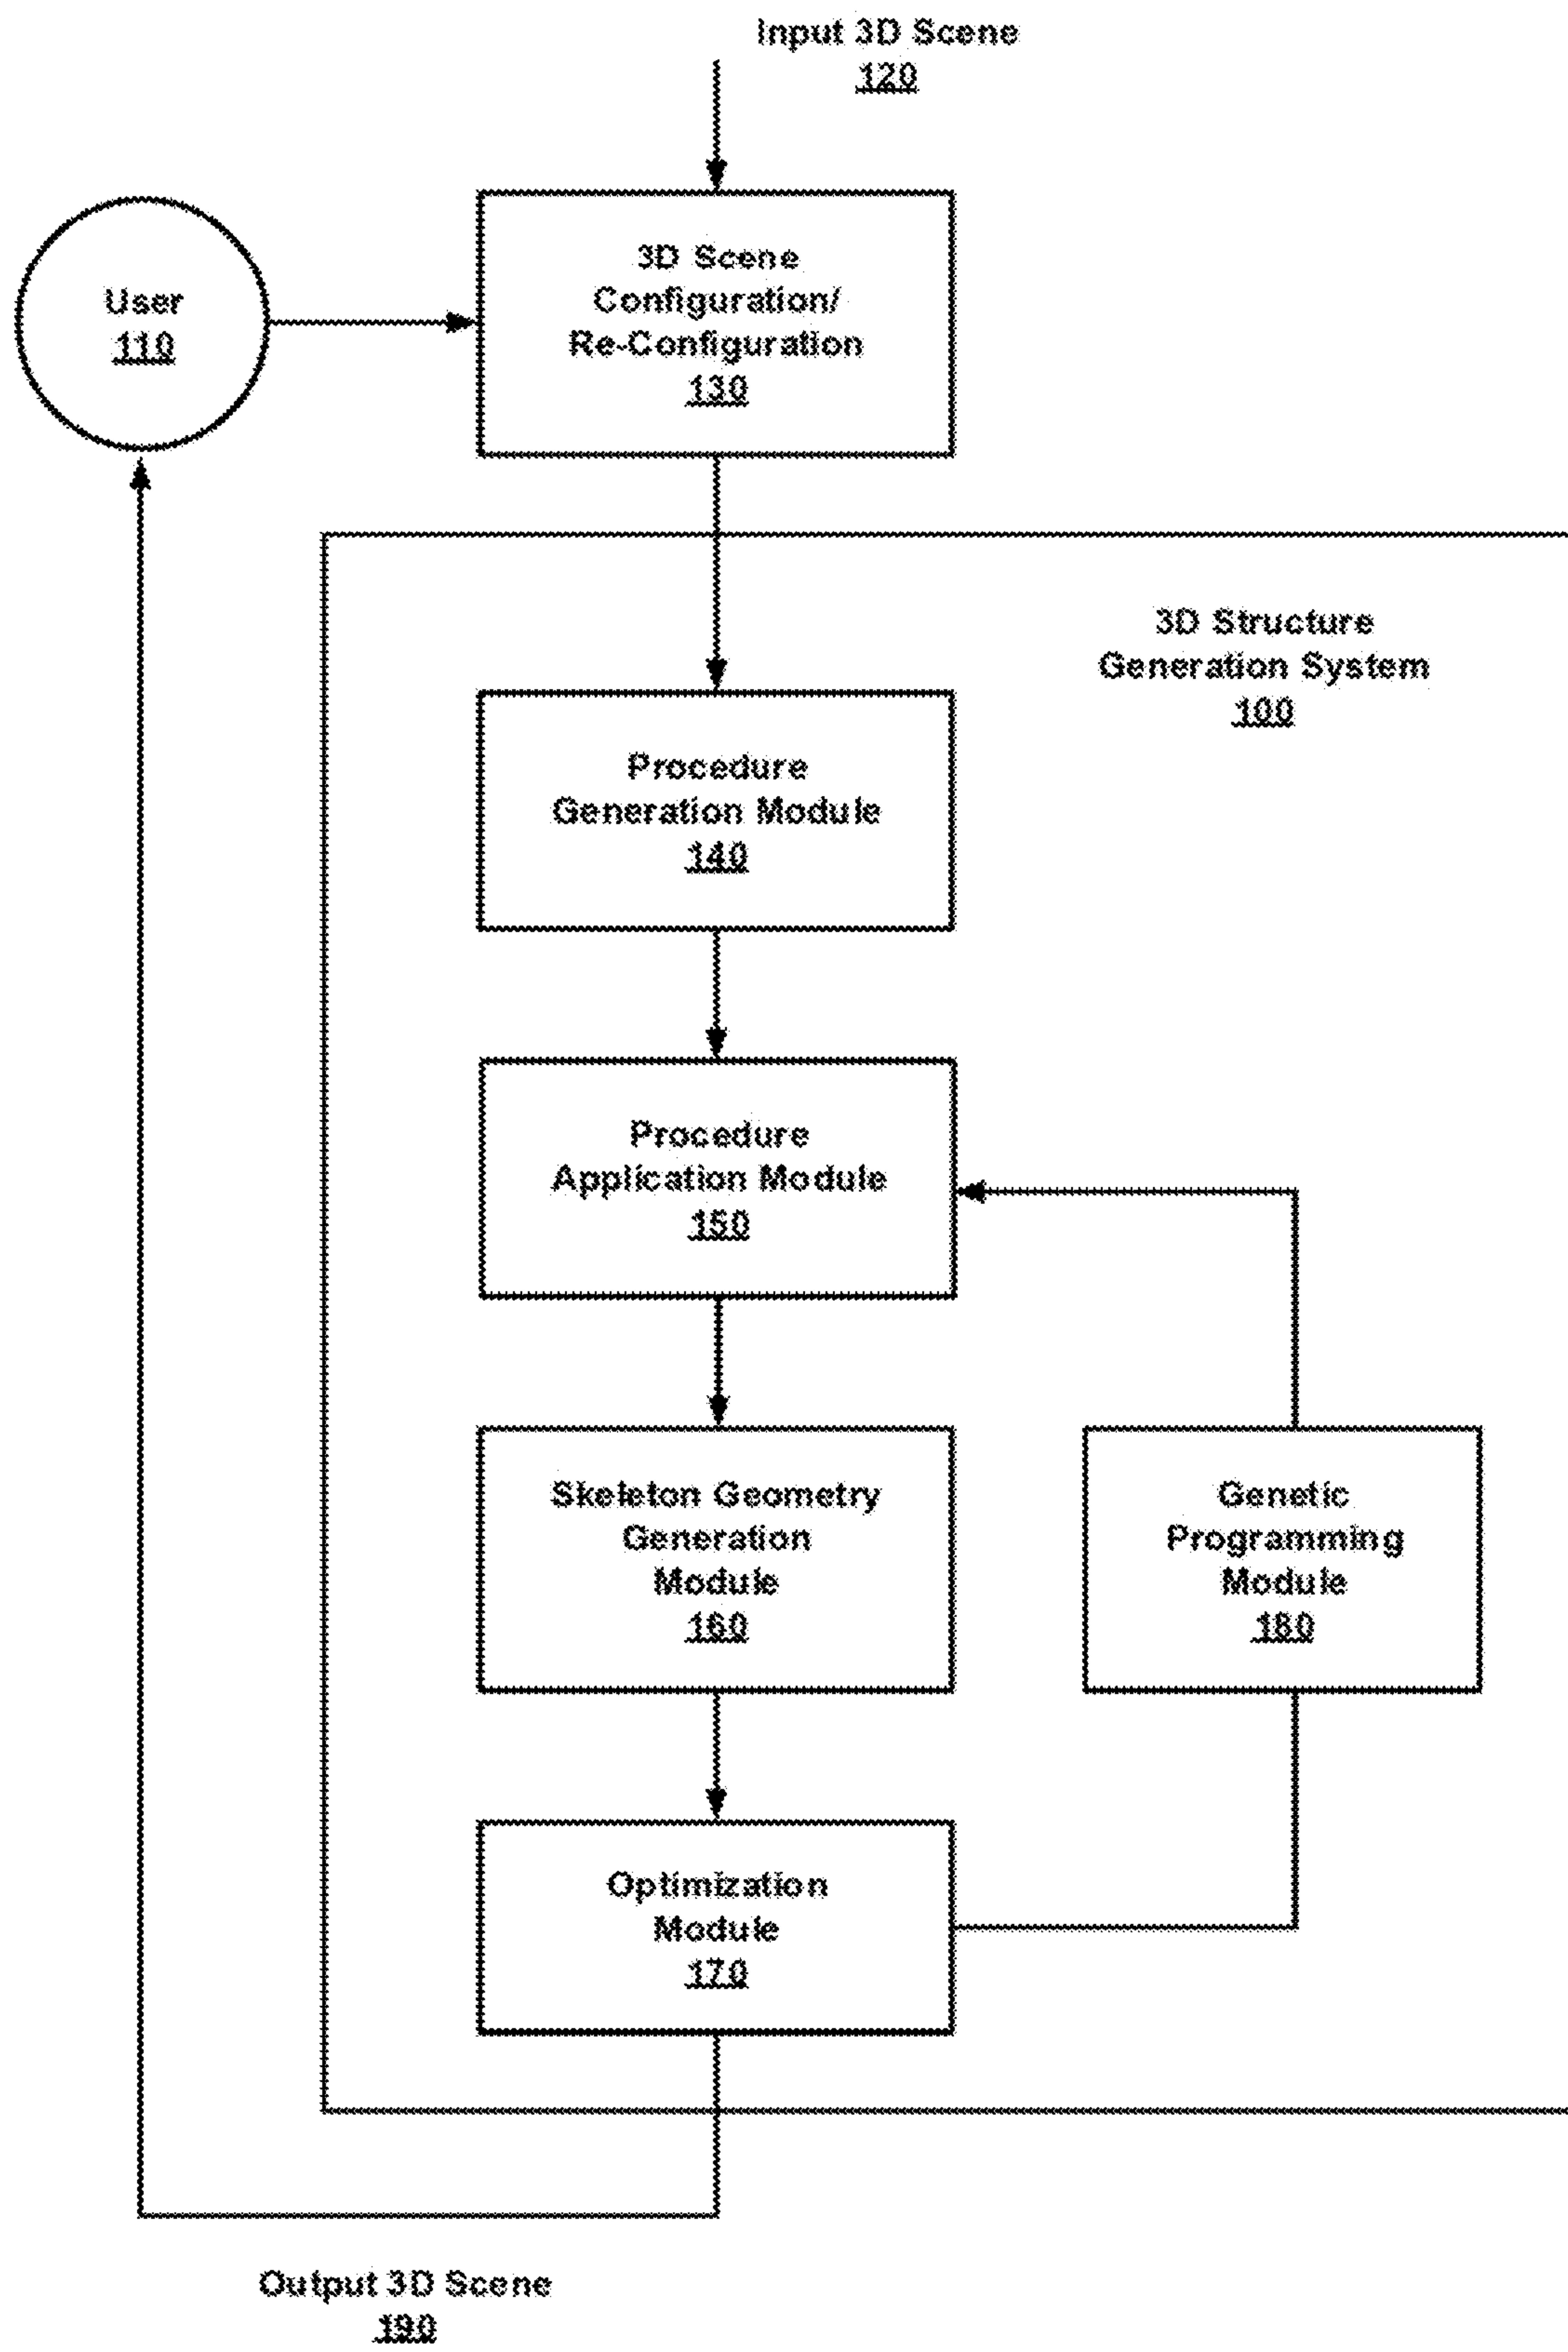 Input 3D Scene
120
User
110
3D Scene
Configuration/
Re-Configuration
130
3D Structure
Generation System
100
Procedure
Generation Module
140
Procedure
Application Module
150
Skeleton Geometry
Generation
Module
160
Genetic
Programming
Module
180
Optimization
Module
170
Output 3D Scene
190